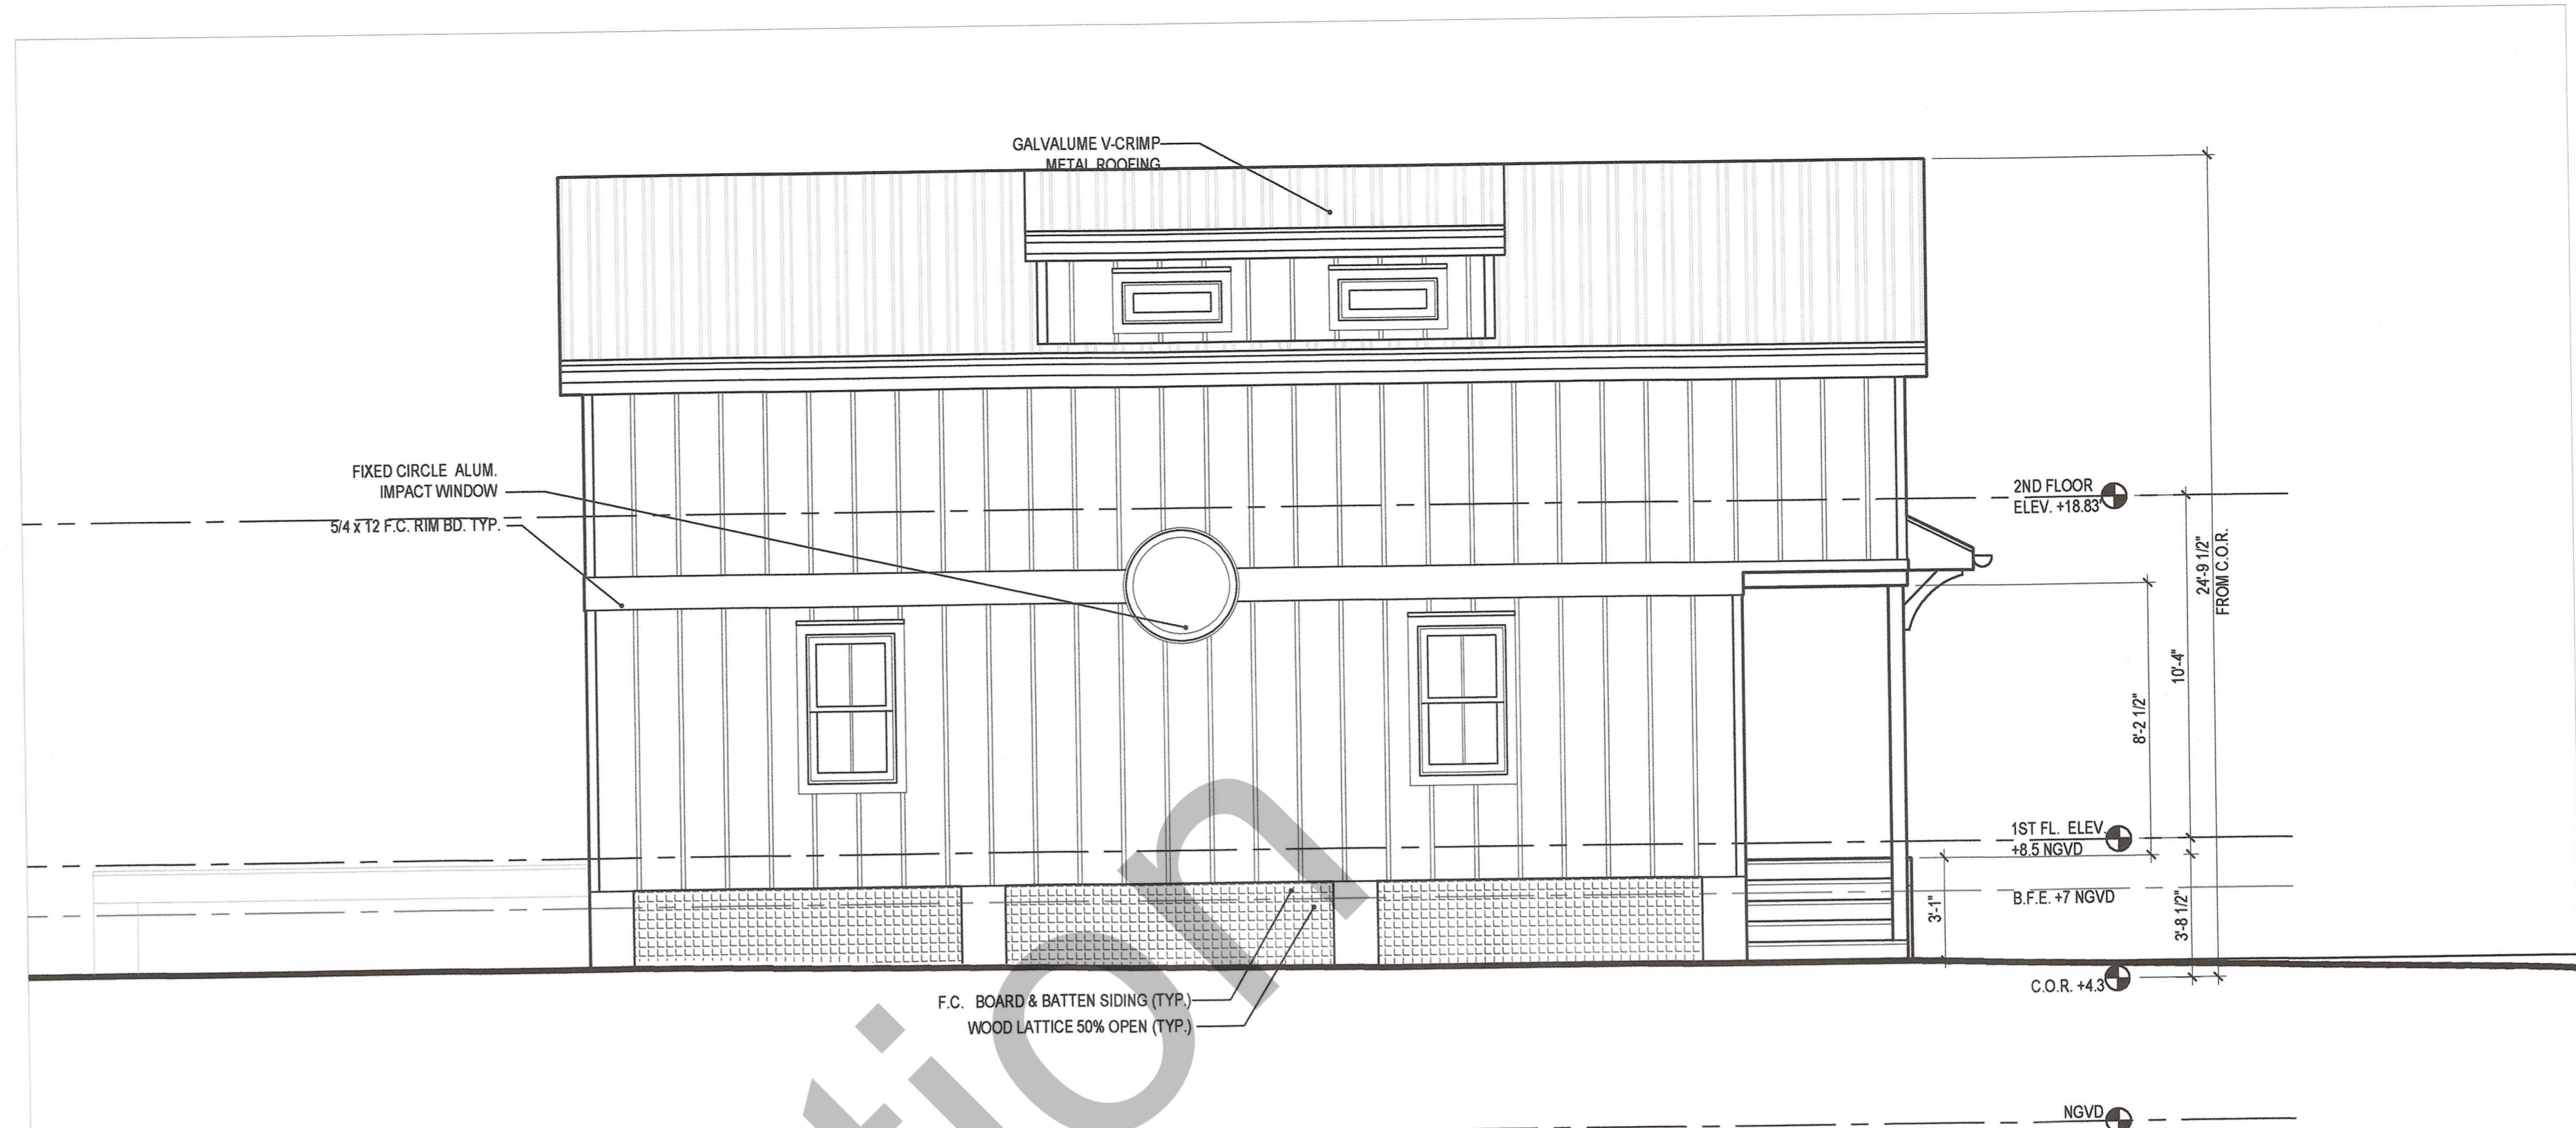 GALVALUME V-CRIMP
METAL ROOFING
FIXED CIRCLE ALUM.
IMPACT WINDOW
5/4 x 12 F.C. RIM BD. TYP.
2ND FLOOR
ELEV. +18.83'
24'-9 1/2"
FROM C.O.R.
10'-4"
8'-2 1/2"
1ST FL. ELEV.
+8.5 NGVD
B.F.E. +7 NGVD
3'-1"
3'-8 1/2"
C.O.R. +4.3'
F.C. BOARD & BATTEN SIDING (TYP.)
WOOD LATTICE 50% OPEN (TYP.)
NGVD
tion